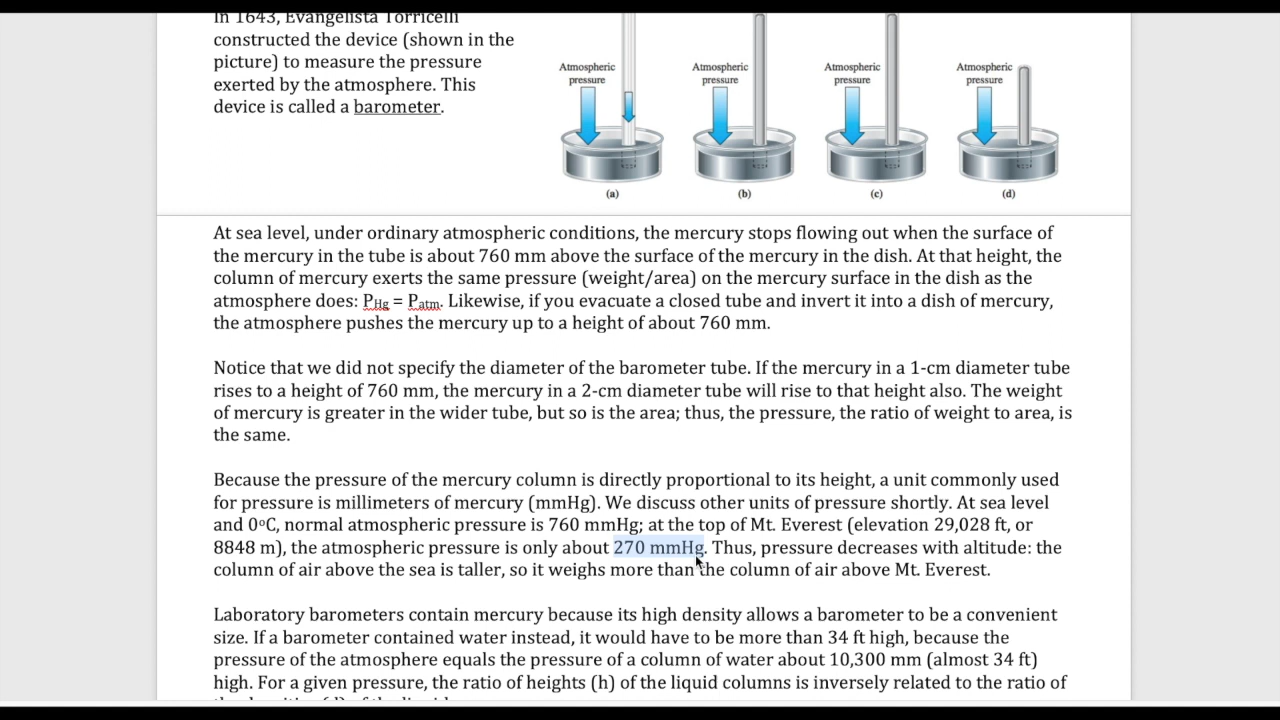 In 1643, Evangelista Torricelli
constructed the device (shown in the
picture) to measure the pressure
exerted by the atmosphere. This
device is called a barometer.
Atmospheric
pressure
Atmospheric
pressure
Atmospheric
pressure
Atmospheric
pressure
(a)
(b)
(c)
(d)
At sea level, under ordinary atmospheric conditions, the mercury stops flowing out when the surface of
the mercury in the tube is about 760 mm above the surface of the mercury in the dish. At that height, the
column of mercury exerts the same pressure (weight/area) on the mercury surface in the dish as the
atmosphere does: PHg = Patm. Likewise, if you evacuate a closed tube and invert it into a dish of mercury,
the atmosphere pushes the mercury up to a height of about 760 mm.
Notice that we did not specify the diameter of the barometer tube. If the mercury in a 1-cm diameter tube
rises to a height of 760 mm, the mercury in a 2-cm diameter tube will rise to that height also. The weight
of mercury is greater in the wider tube, but so is the area; thus, the pressure, the ratio of weight to area, is
the same.
Because the pressure of the mercury column is directly proportional to its height, a unit commonly used
for pressure is millimeters of mercury (mmHg). We discuss other units of pressure shortly. At sea level
and 0°C, normal atmospheric pressure is 760 mmHg; at the top of Mt. Everest (elevation 29,028 ft, or
8848 m), the atmospheric pressure is only about 270 mmHg. Thus, pressure decreases with altitude: the
column of air above the sea is taller, so it weighs more than the column of air above Mt. Everest.
Laboratory barometers contain mercury because its high density allows a barometer to be a convenient
size. If a barometer contained water instead, it would have to be more than 34 ft high, because the
pressure of the atmosphere equals the pressure of a column of water about 10,300 mm (almost 34 ft)
high. For a given pressure, the ratio of heights (h) of the liquid columns is inversely related to the ratio of